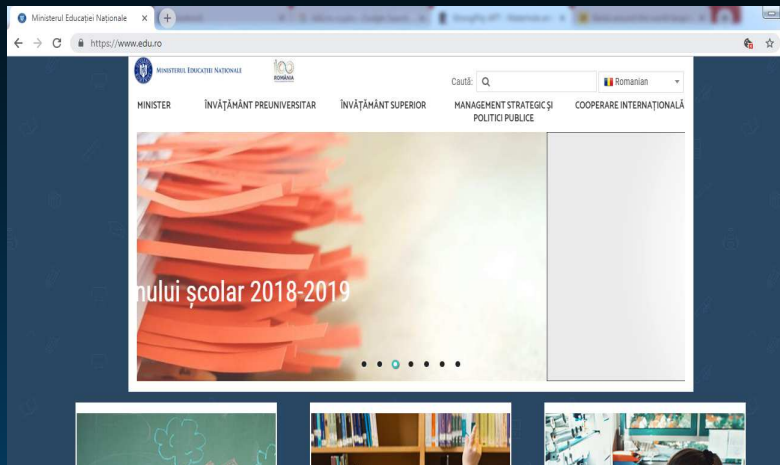 Ministerul Educației Naționale
https://www.edu.ro
MINISTERUL EDUCAȚIEI NAȚIONALE
100
ROMÂNIA
Caută:
Romanian
MINISTER
ÎNVĂȚĂMÂNT PREUNIVERSITAR
ÎNVĂȚĂMÂNT SUPERIOR
MANAGEMENT STRATEGIC ȘI
POLITICI PUBLICE
COOPERARE INTERNAȚIONALĂ
nului școlar 2018-2019